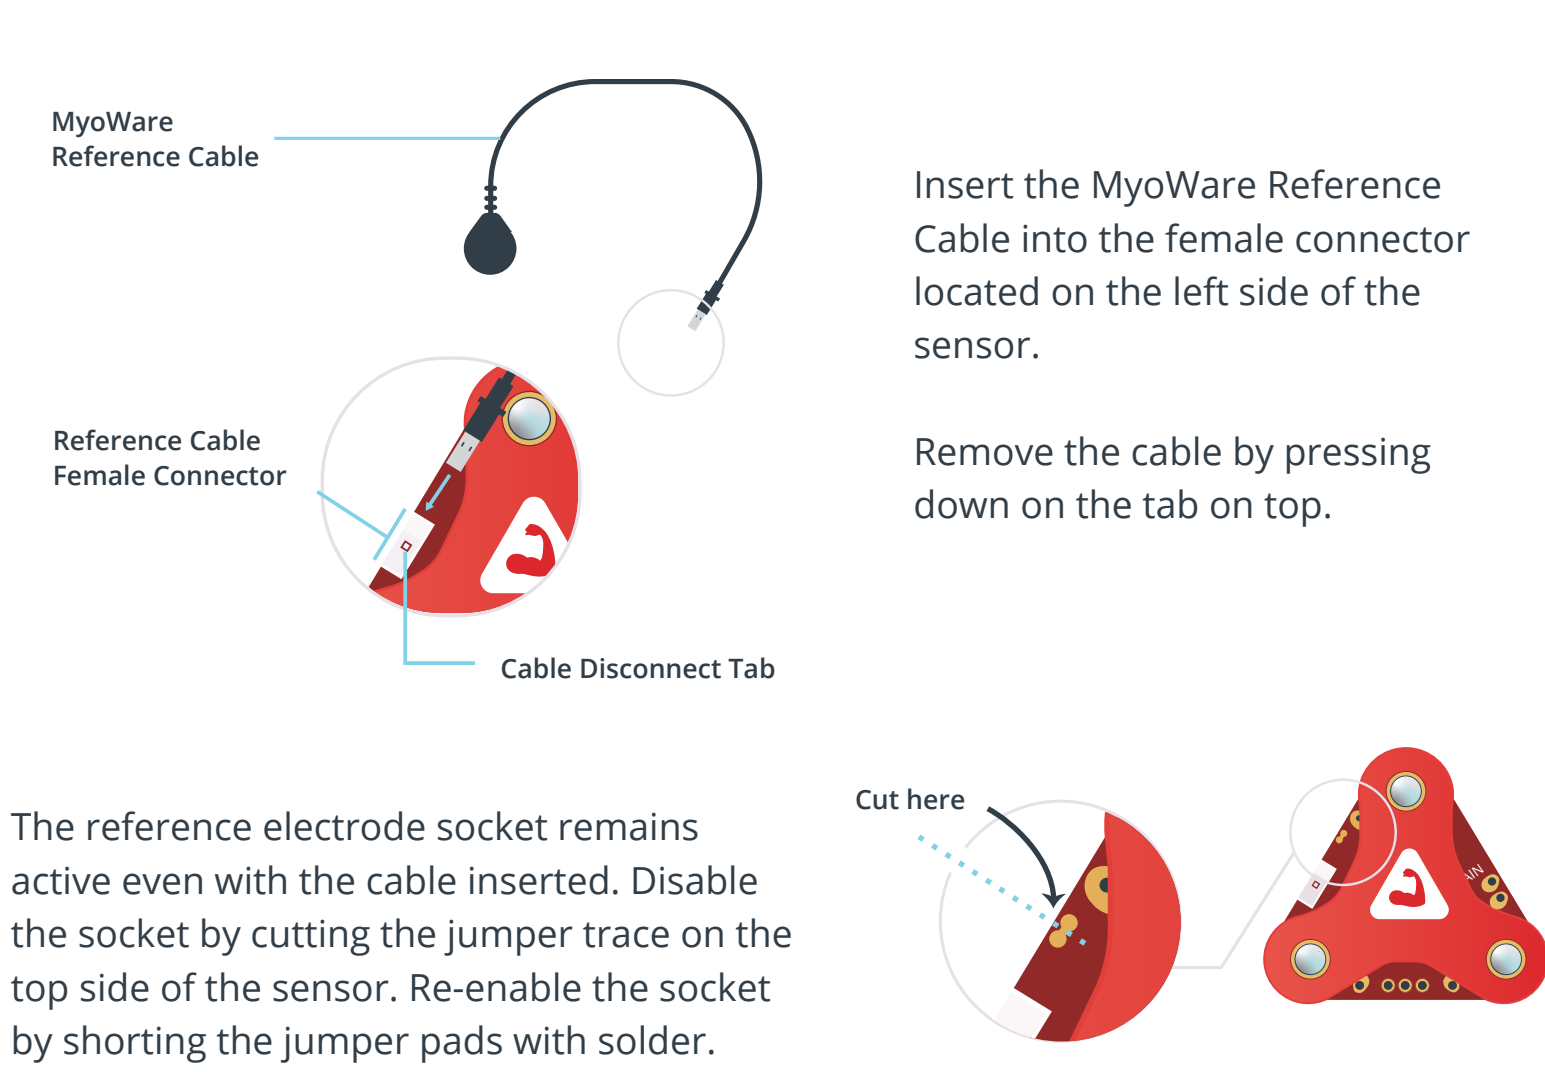 MyoWare
Reference Cable
Insert the MyoWare Reference
Cable into the female connector
located on the left side of the
sensor.
Reference Cable
Female Connector
Remove the cable by pressing
down on the tab on top.
Cable Disconnect Tab
The reference electrode socket remains
active even with the cable inserted. Disable
the socket by cutting the jumper trace on the
top side of the sensor. Re-enable the socket
by shorting the jumper pads with solder.
Cut here